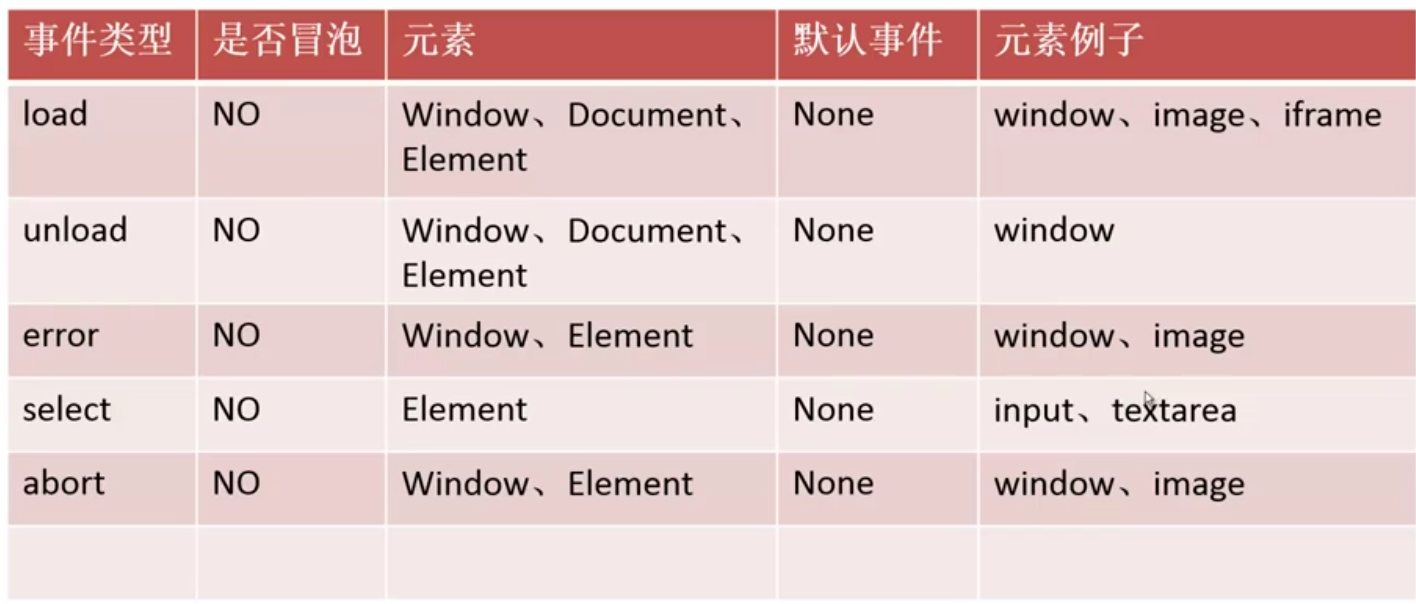 事件类型 是否冒泡 元素 默认事件 元素例子
load NO Window、Document、 None window、image、iframe
Element
unload NO Window、Document、 None window
Element
error NO Window、Element None window、image
select NO Element None input、textarea
abort NO Window、Element None window、image